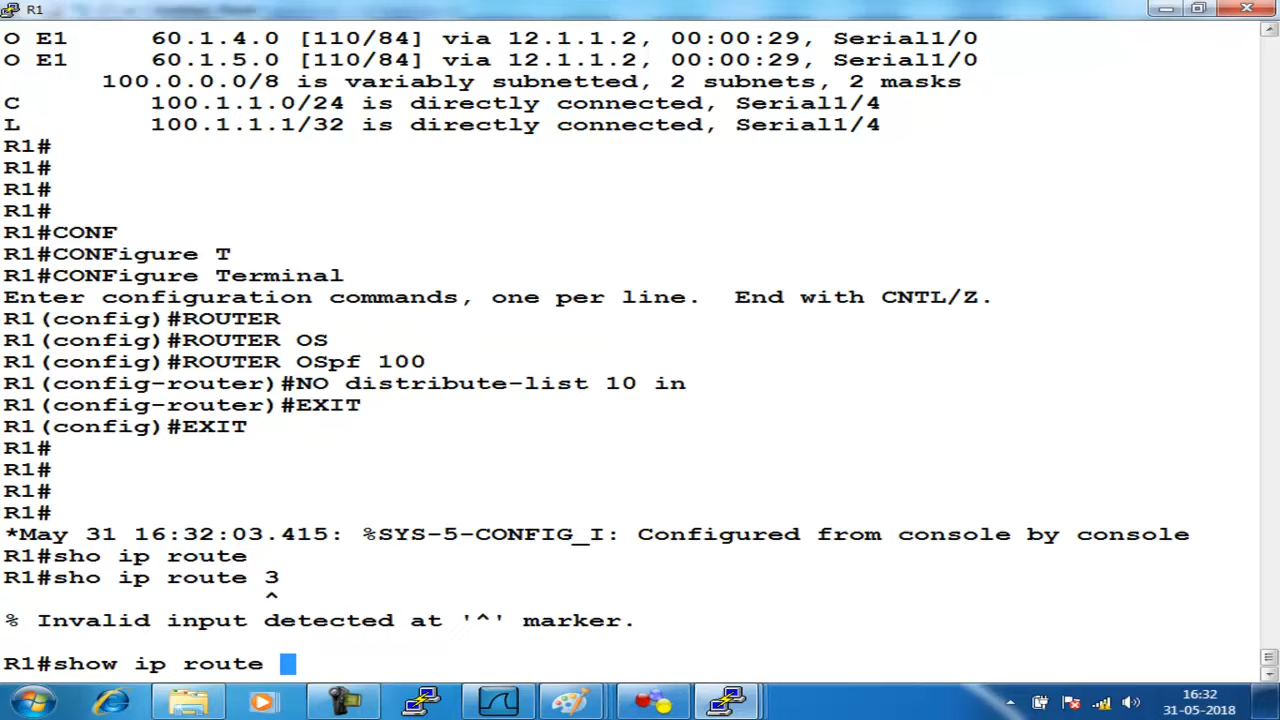 R1
O E1 60.1.4.0 [110/84] via 12.1.1.2, 00:00:29, Serial1/0
O E1 60.1.5.0 [110/84] via 12.1.1.2, 00:00:29, Serial1/0
100.0.0.0/8 is variably subnetted, 2 subnets, 2 masks
C 100.1.1.0/24 is directly connected, Serial1/4
L 100.1.1.1/32 is directly connected, Serial1/4
R1#
R1#
R1#
R1#
R1#CONF
R1#CONFigure T
R1#CONFigure Terminal
Enter configuration commands, one per line. End with CNTL/Z.
R1(config)#ROUTER
R1(config)#ROUTER OS
R1(config)#ROUTER OSpf 100
R1(config-router)#NO distribute-list 10 in
R1(config-router)#EXIT
R1(config)#EXIT
R1#
R1#
R1#
R1#
*May 31 16:32:03.415: %SYS-5-CONFIG_I: Configured from console by console
R1#sho ip route
R1#sho ip route 3
^
% Invalid input detected at '^' marker.
R1#show ip route
16:32
31-05-2018